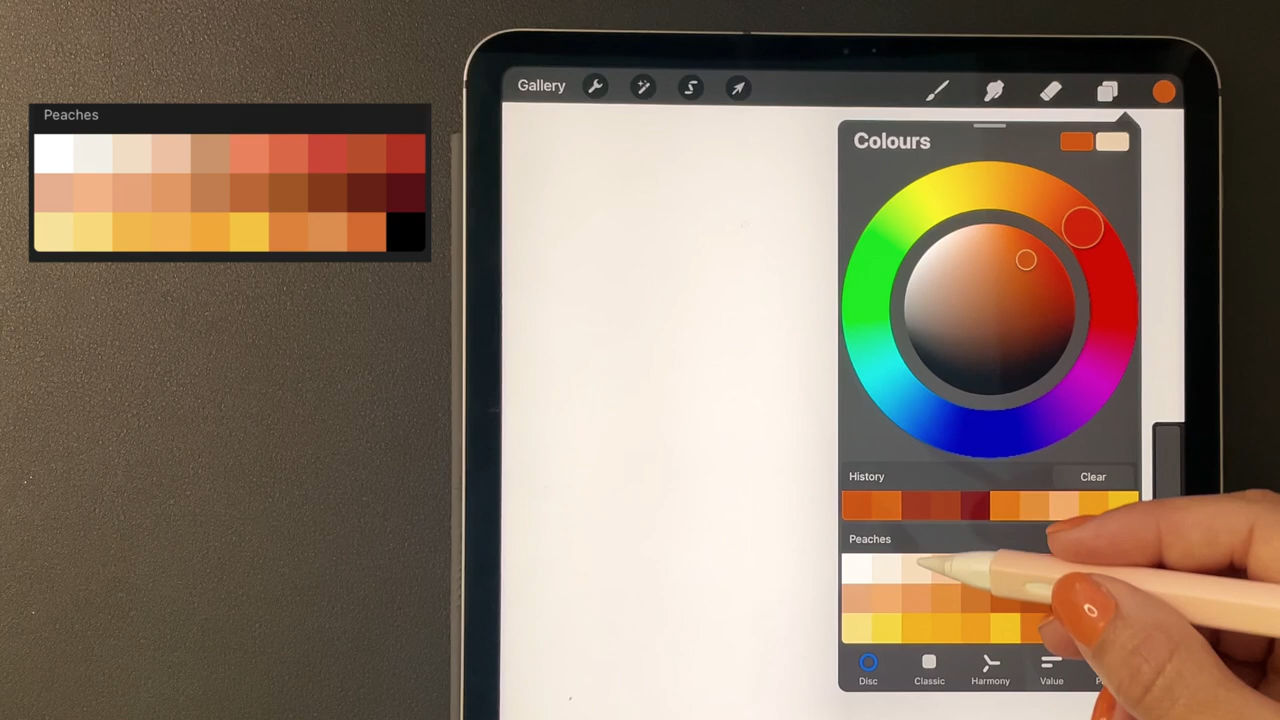 Peaches
Gallery
Colours
History
Clear
Peaches
Disc
Classic
Harmony
Value